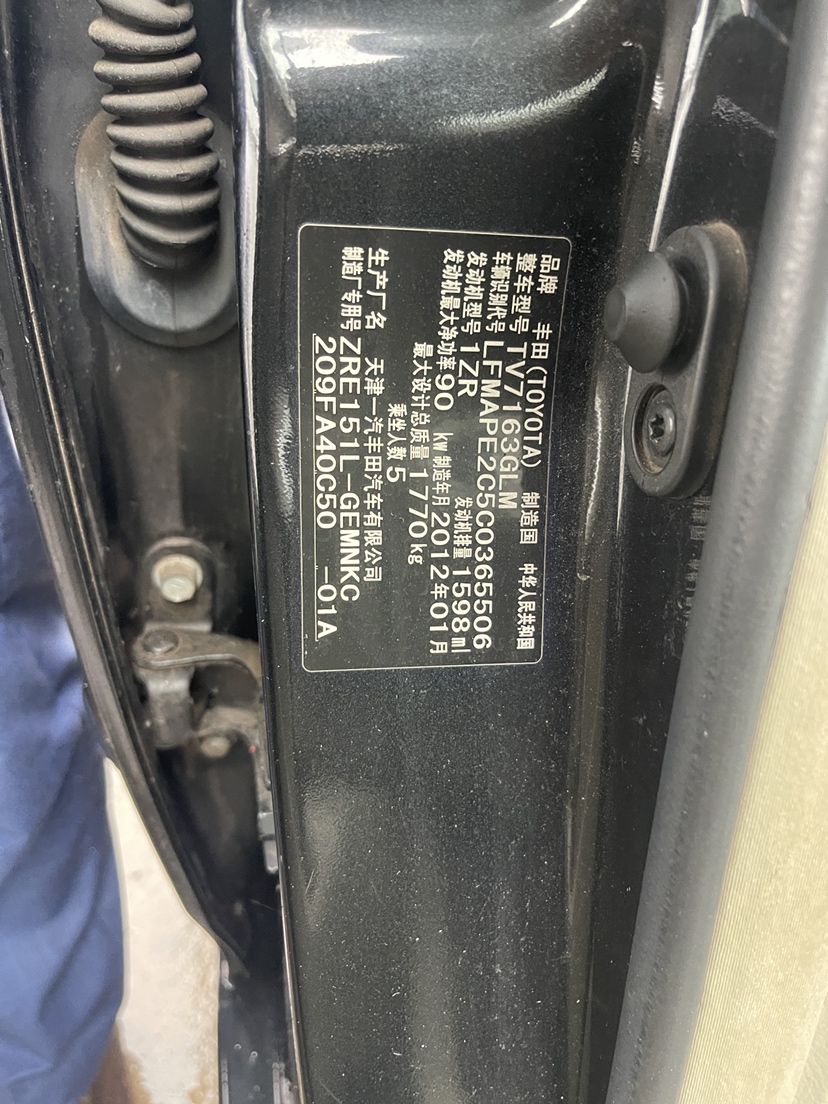 品牌 丰田(TOYOTA) 制造国 中华人民共和国
整车型号 TV7163GLM
车辆识别代号 LFMAPE2C5C0365506
发动机型号 1ZR 发动机排量 1598ml
发动机最大净功率 90 kW 制造年月 2012年01月
最大设计总质量 1770kg
乘坐人数 5
生产厂名 天津一汽丰田汽车有限公司
制造厂专用号 ZRE151L-GEMNKC
209FA40C50 -01A